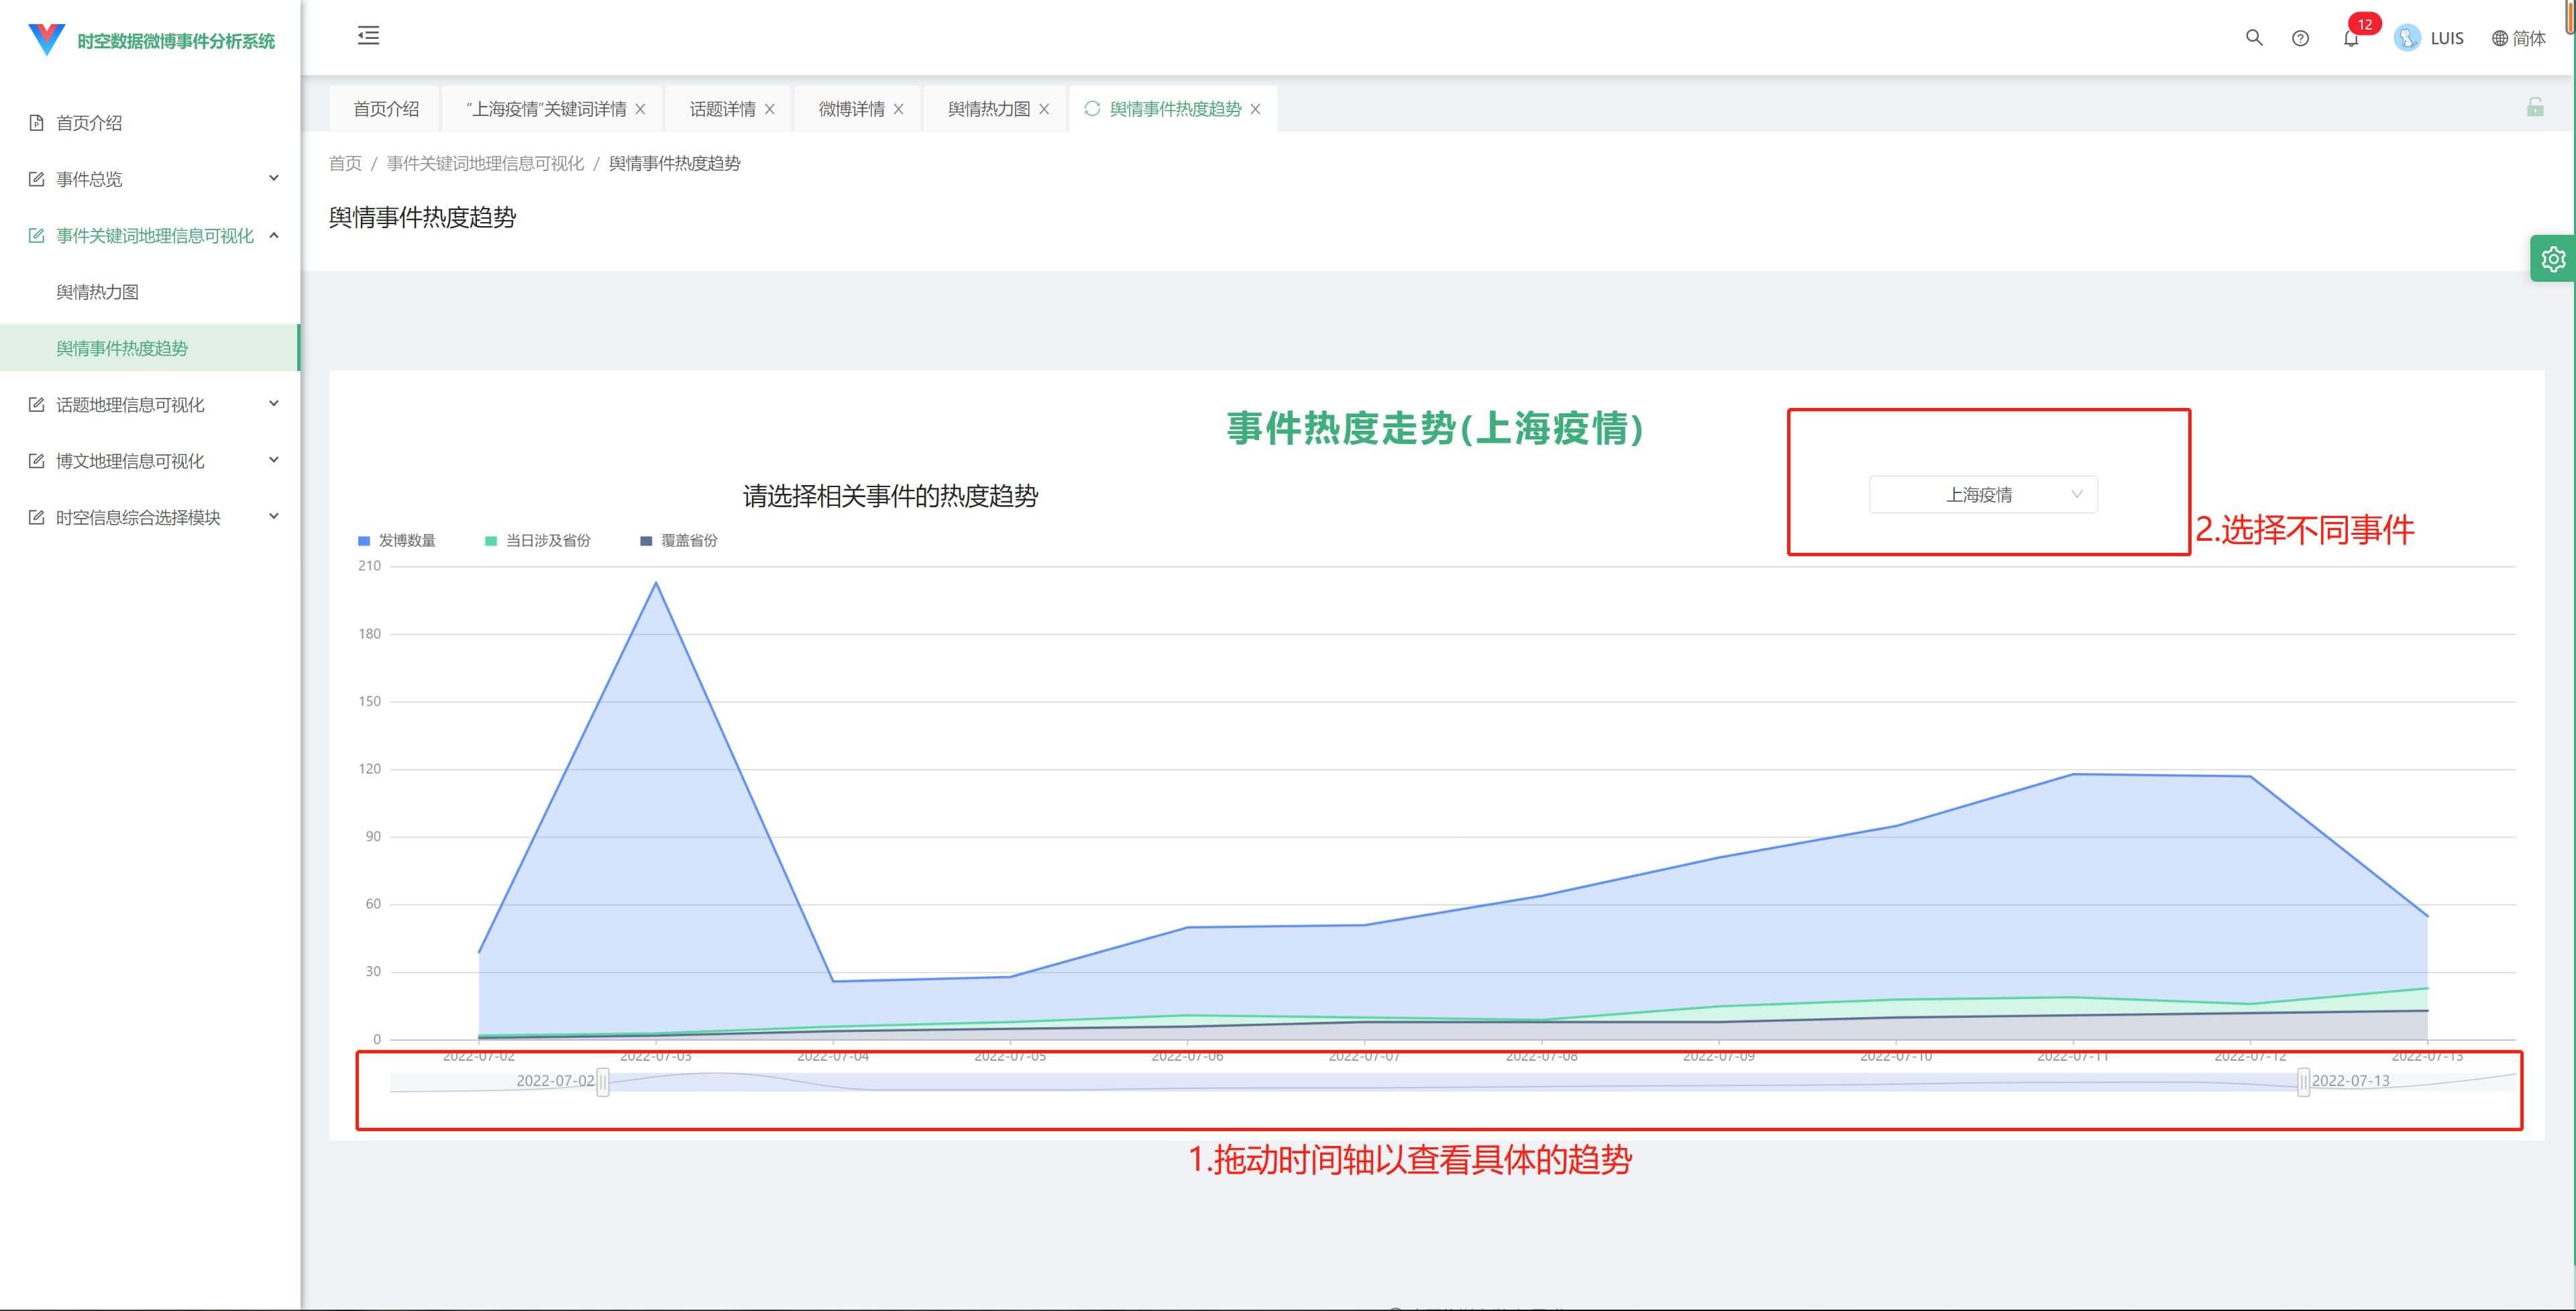 时空数据微博事件分析系统
12
LUIS
简体
首页介绍
事件总览
事件关键词地理信息可视化
舆情热力图
舆情事件热度趋势
话题地理信息可视化
博文地理信息可视化
时空信息综合选择模块
首页介绍
“上海疫情”关键词详情
话题详情
微博详情
舆情热力图
舆情事件热度趋势
首页 / 事件关键词地理信息可视化 / 舆情事件热度趋势
舆情事件热度趋势
事件热度走势(上海疫情)
请选择相关事件的热度趋势
上海疫情
2.选择不同事件
发博数量
当日涉及省份
覆盖省份
210
180
150
120
90
60
30
0
2022-07-02
2022-07-03
2022-07-04
2022-07-05
2022-07-06
2022-07-07
2022-07-08
2022-07-09
2022-07-10
2022-07-11
2022-07-12
2022-07-13
2022-07-02
2022-07-13
1.拖动时间轴以查看具体的趋势